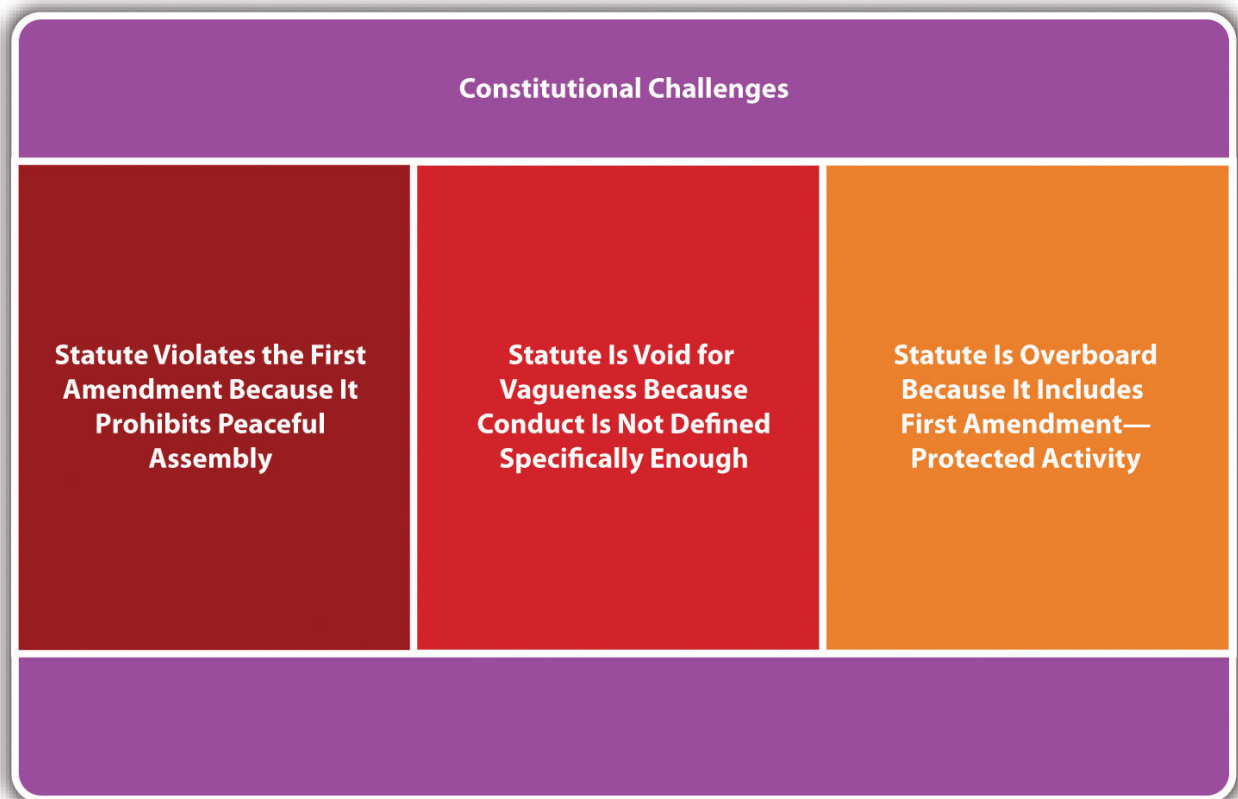 Constitutional Challenges
Statute Violates the First
Amendment Because It
Prohibits Peaceful
Assembly
Statute Is Void for
Vagueness Because
Conduct Is Not Defined
Specifically Enough
Statute Is Overboard
Because It Includes
First Amendment—
Protected Activity